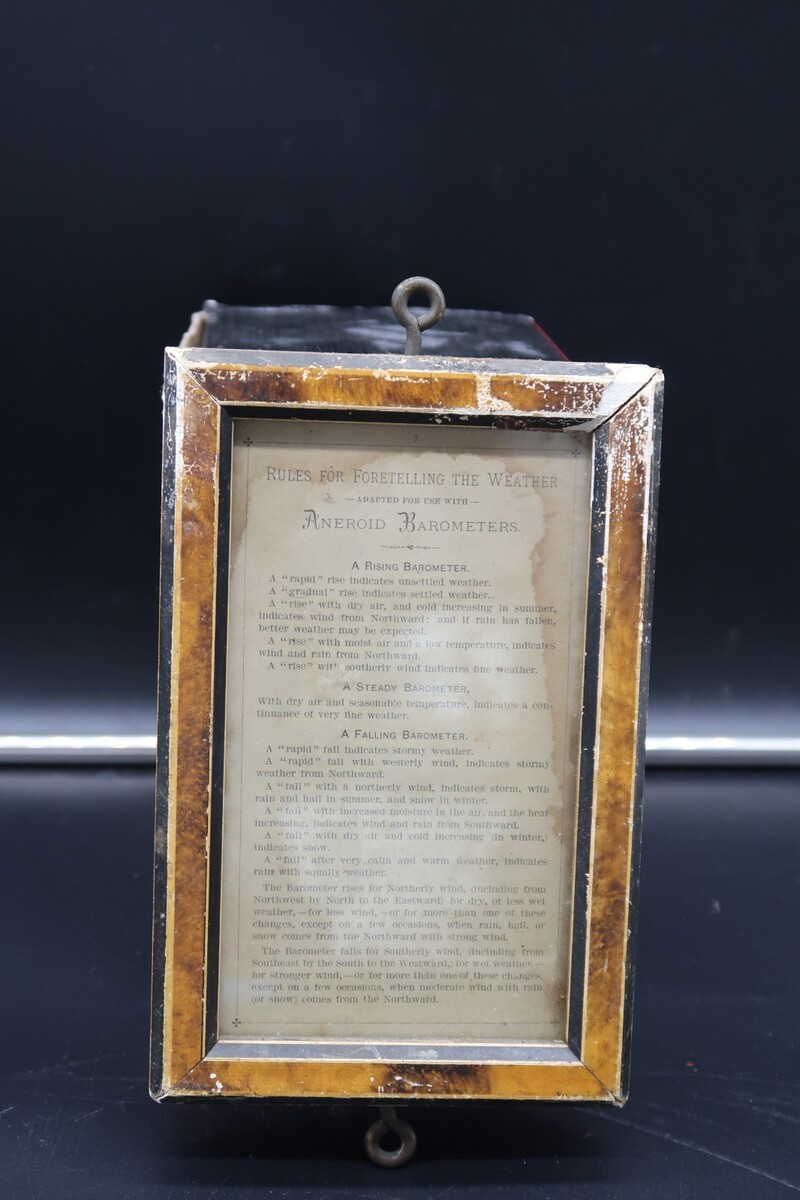 RULES FOR FORETELLING THE WEATHER
—ADAPTED FOR USE WITH—
ANEROID BAROMETERS.
A RISING BAROMETER.
A "rapid" rise indicates unsettled weather.
A "gradual" rise indicates settled weather.
A "rise" with dry air, and cold increasing in summer,
indicates wind from Northward; and if rain has fallen,
better weather may be expected.
A "rise" with moist air and a low temperature, indicates
wind and rain from Northward.
A "rise" with southerly wind indicates fine weather.
A STEADY BAROMETER,
With dry air and seasonable temperature, indicates a con-
tinuance of very fine weather.
A FALLING BAROMETER.
A "rapid" fall indicates stormy weather.
A "rapid" fall with westerly wind, indicates stormy
weather from Northward.
A "fall" with a northerly wind, indicates storm, with
rain and hail in summer, and snow in winter.
A "fall" with increased moisture in the air, and the heat
increasing, indicates wind and rain from Southward.
A "fall" with dry air and cold increasing (in winter,)
indicates snow.
A "fall" after very calm and warm weather, indicates
rain with squally weather.
The Barometer rises for Northerly wind, (including from
Northwest by North to the Eastward) for dry, or less wet
weather,—for less wind,—or for more than one of these
changes, except on a few occasions, when rain, hail, or
snow comes from the Northward with strong wind.
The Barometer falls for Southerly wind, (including from
Southeast by the South to the Westward,) for wet weather,—
for stronger wind,—or for more than one of these changes,
except on a few occasions, when moderate wind with rain
(or snow) comes from the Northward.